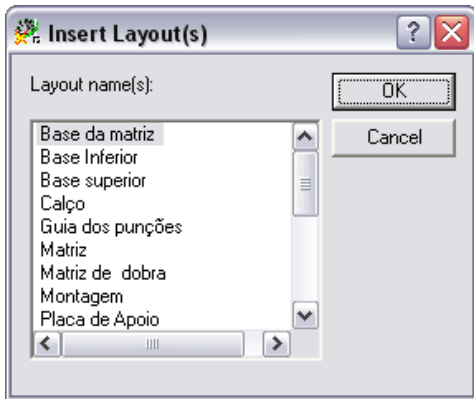 Insert Layout(s)
Layout name(s):
OK
Cancel
Base da matriz
Base Inferior
Base superior
Calço
Guia dos punções
Matriz
Matriz de  dobra
Montagem
Placa de Apoio